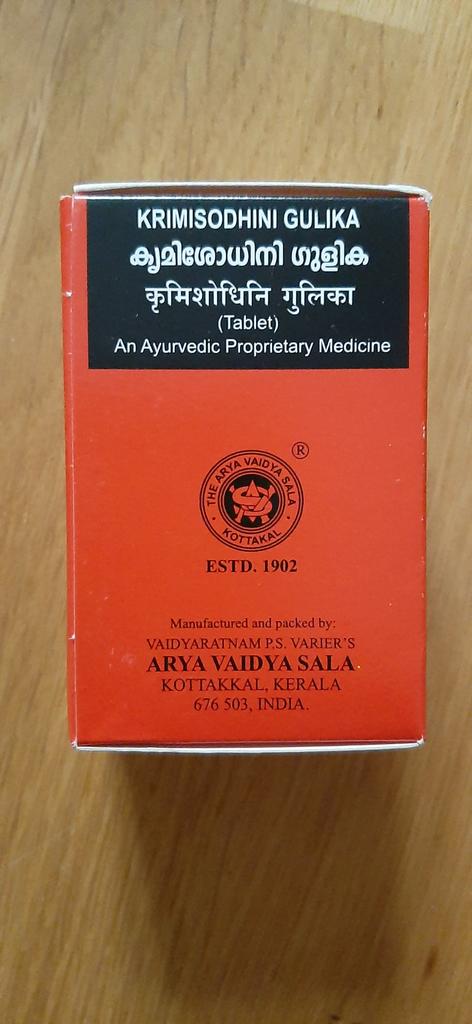 KRIMISODHINI GULIKA
കൃമിശോധിനി ഗുളിക
कृमिशोधिनि गुलिका
(Tablet)
An Ayurvedic Proprietary Medicine
®
THE ARYA VAIDYA SALA
KOTTAKAL
ESTD. 1902
Manufactured and packed by:
VAIDYARATNAM P.S. VARIER'S
ARYA VAIDYA SALA
KOTTAKKAL, KERALA
676 503, INDIA.